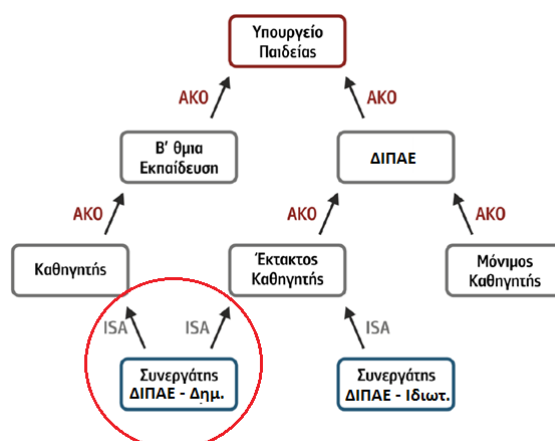 Υπουργείο
Παιδείας
ΑΚΟ
ΑΚΟ
Β' θμια
Εκπαίδευση
ΔΙΠΑΕ
ΑΚΟ
ΑΚΟ
ΑΚΟ
Καθηγητής
Έκτακτος
Καθηγητής
Μόνιμος
Καθηγητής
ISA
ISA
ISA
Συνεργάτης
ΔΙΠΑΕ - Δημ.
Συνεργάτης
ΔΙΠΑΕ - Ιδιωτ.